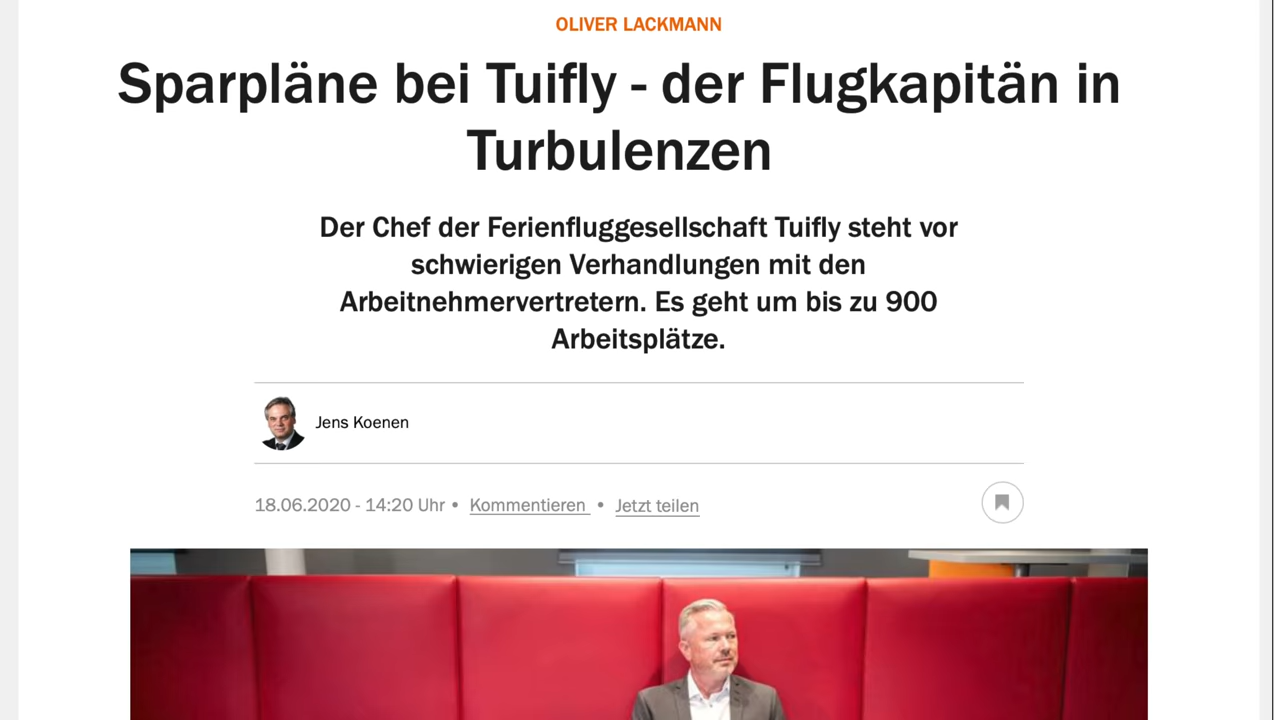 OLIVER LACKMANN
Sparpläne bei Tuifly - der Flugkapitän in
Turbulenzen
Der Chef der Ferienfluggesellschaft Tuifly steht vor
schwierigen Verhandlungen mit den
Arbeitnehmervertretern. Es geht um bis zu 900
Arbeitsplätze.
Jens Koenen
18.06.2020 - 14:20 Uhr • Kommentieren • Jetzt teilen